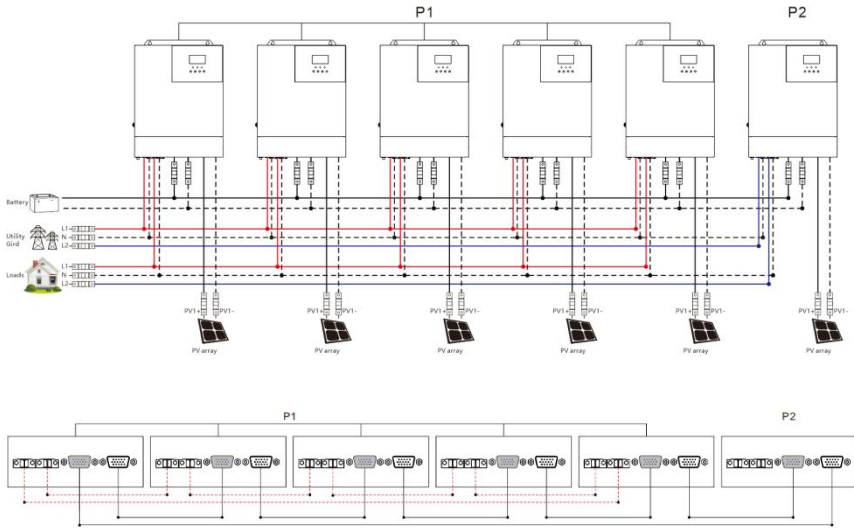 P1 P2
Battery
L1
Utility N
Gird L2
L1
Loads N
L2
PV1+ PV1- PV1+ PV1- PV1+ PV1- PV1+ PV1- PV1+ PV1- PV1+ PV1-
PV array PV array PV array PV array PV array PV array
P1 P2